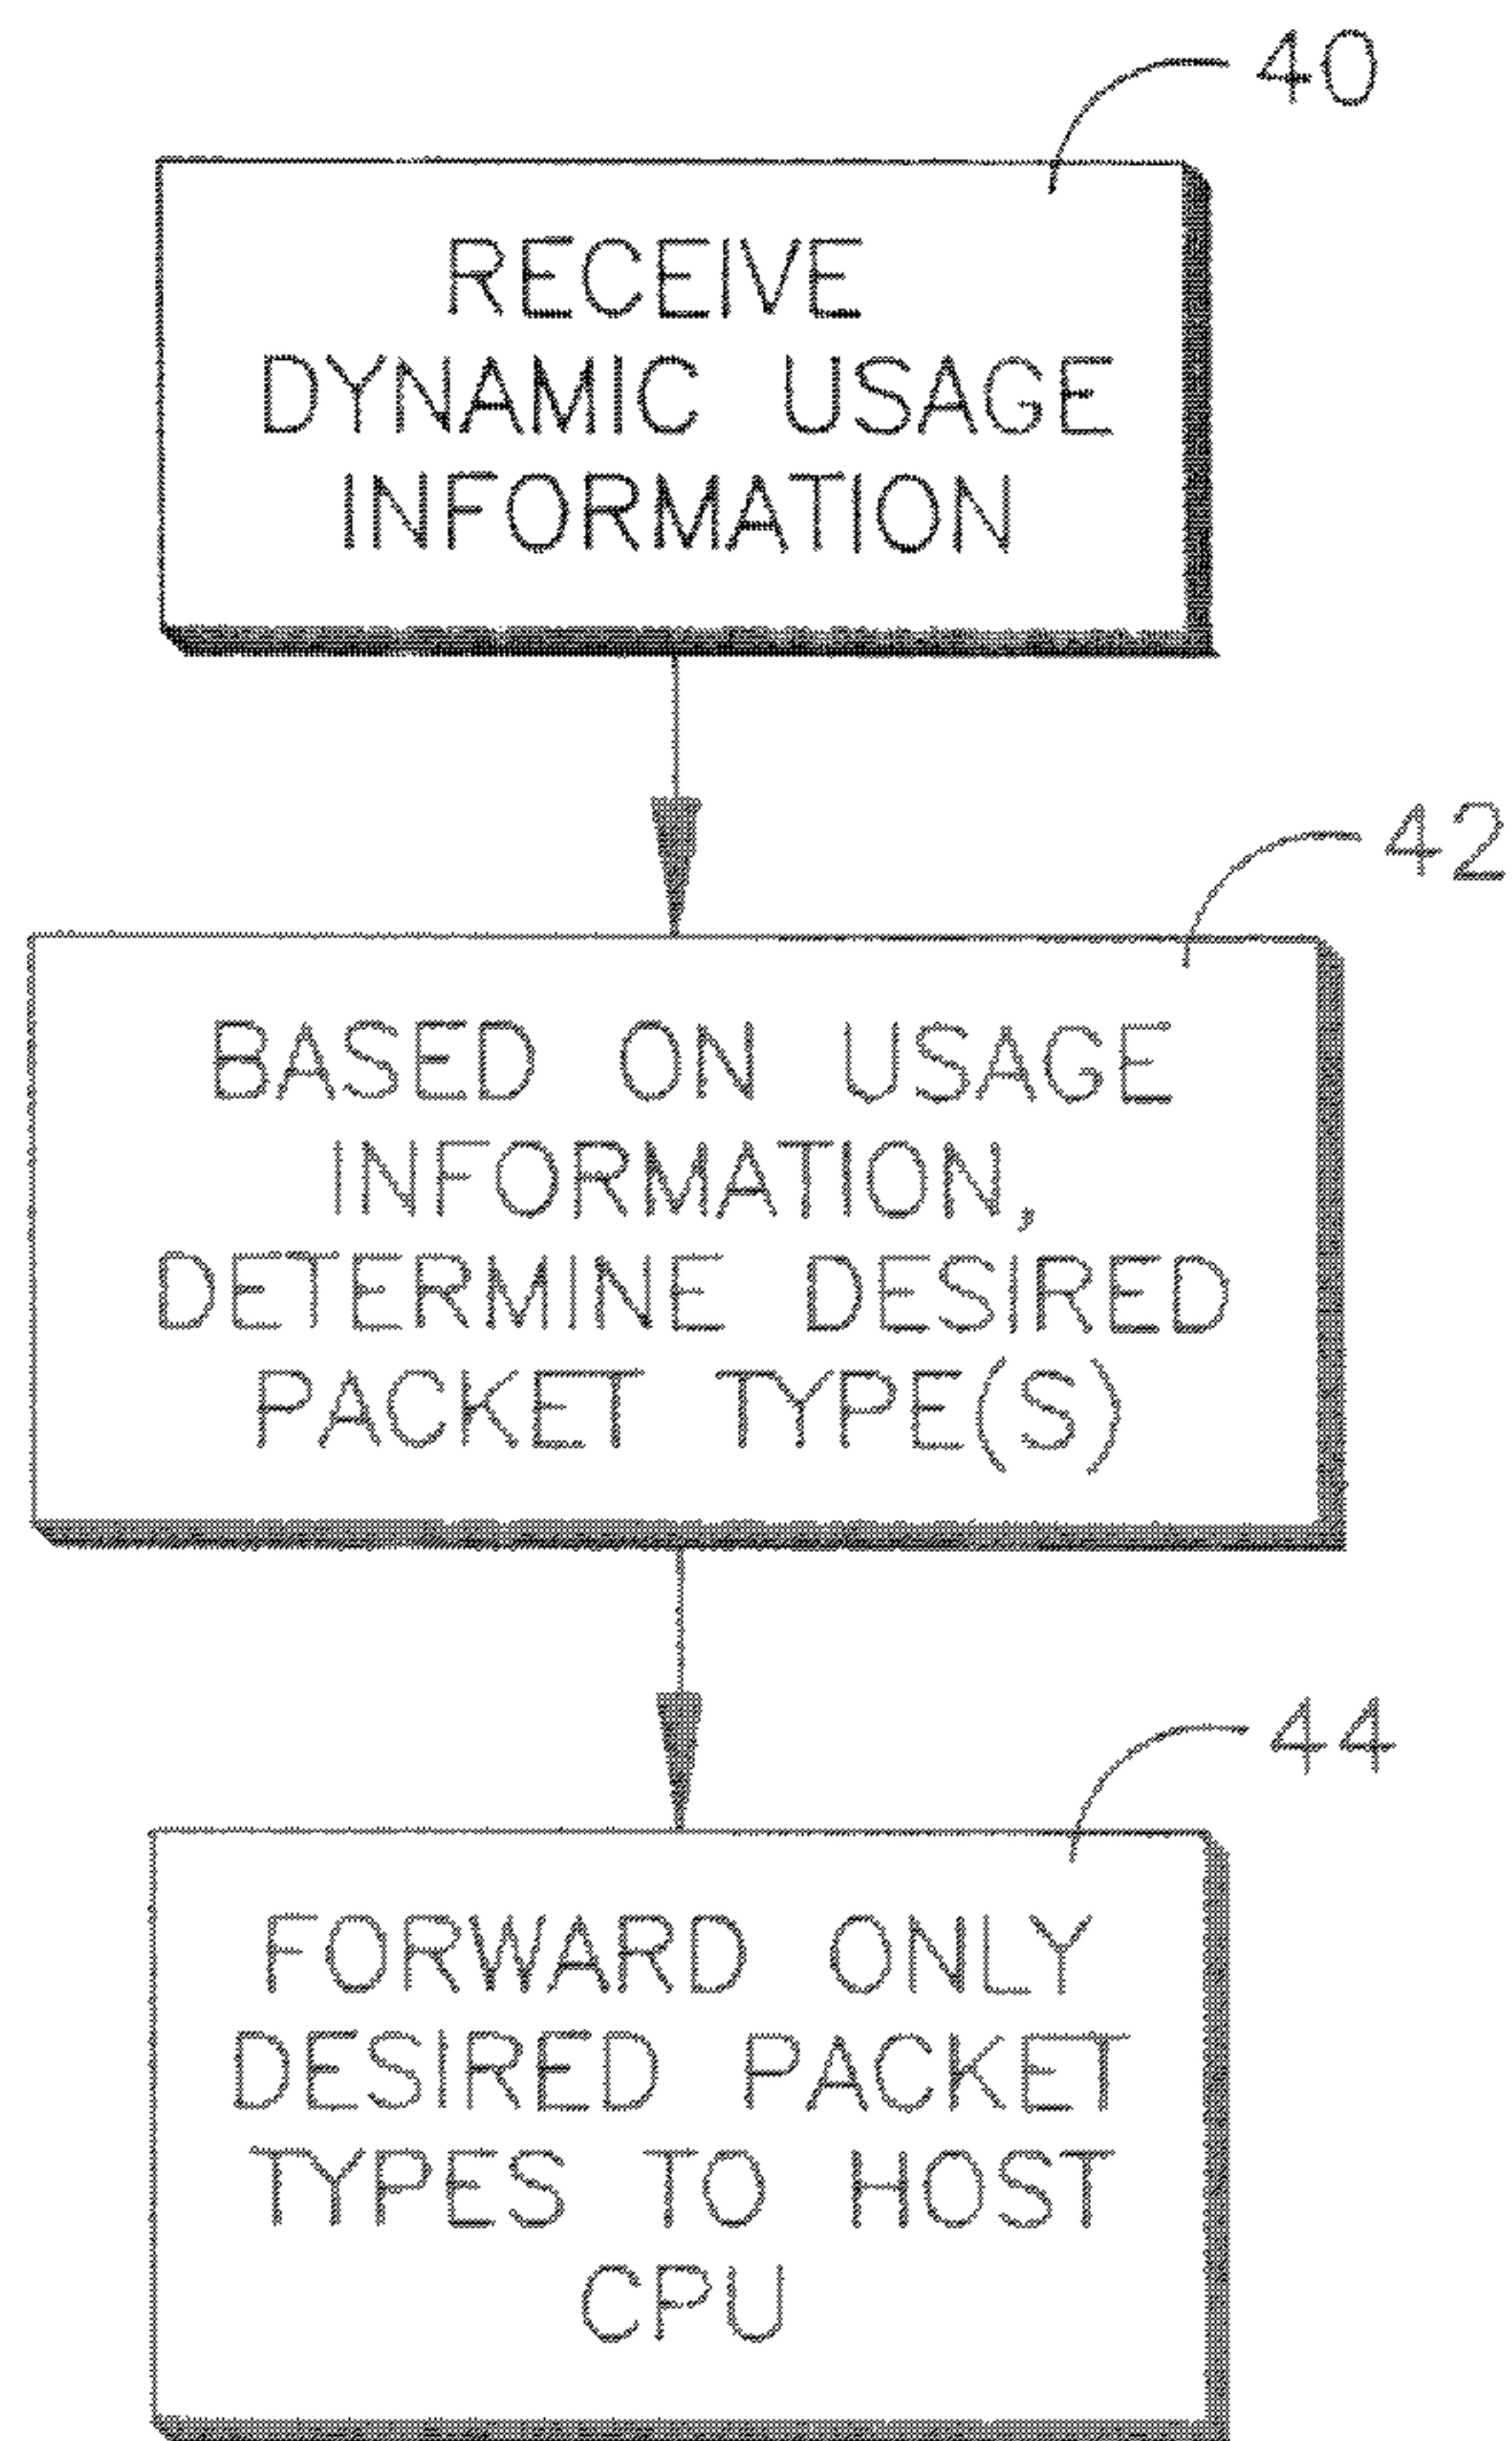 40
RECEIVE
DYNAMIC USAGE
INFORMATION
42
BASED ON USAGE
INFORMATION,
DETERMINE DESIRED
PACKET TYPE(S)
44
FORWARD ONLY
DESIRED PACKET
TYPES TO HOST
CPU